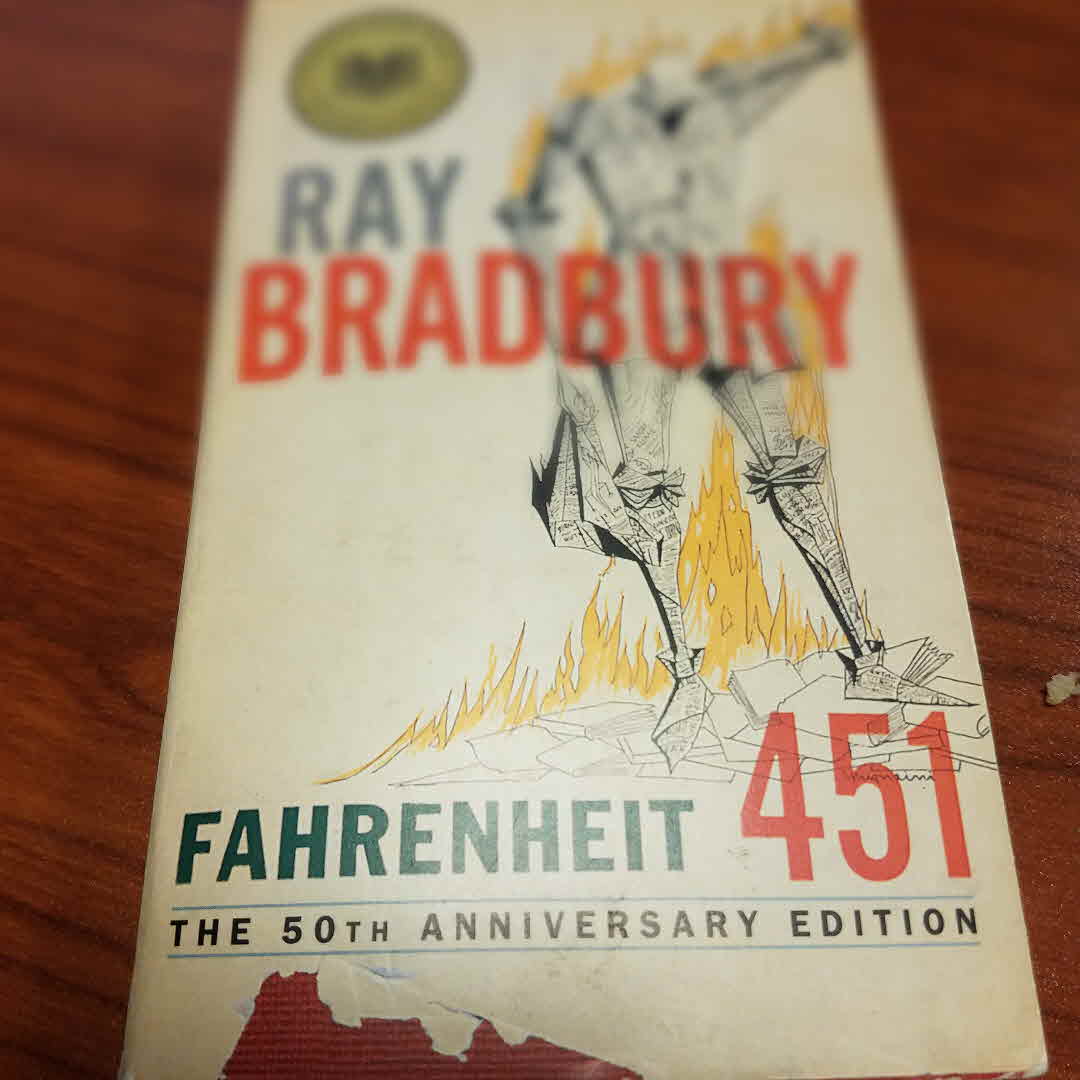 RAY
BRADBURY
FAHRENHEIT 451
THE 50TH ANNIVERSARY EDITION